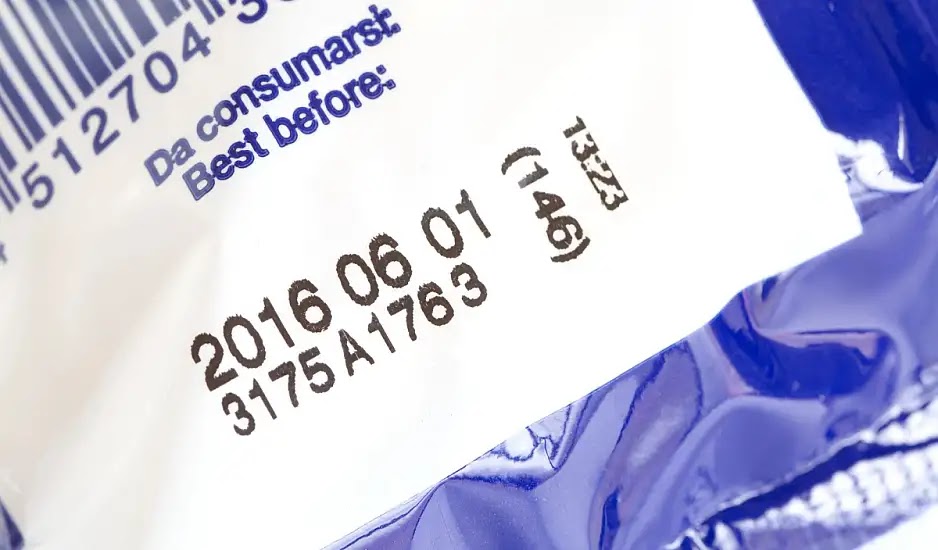 512704
Da consumarsi
Best before:
2016 06 01
3175A1763
(146)
13:23